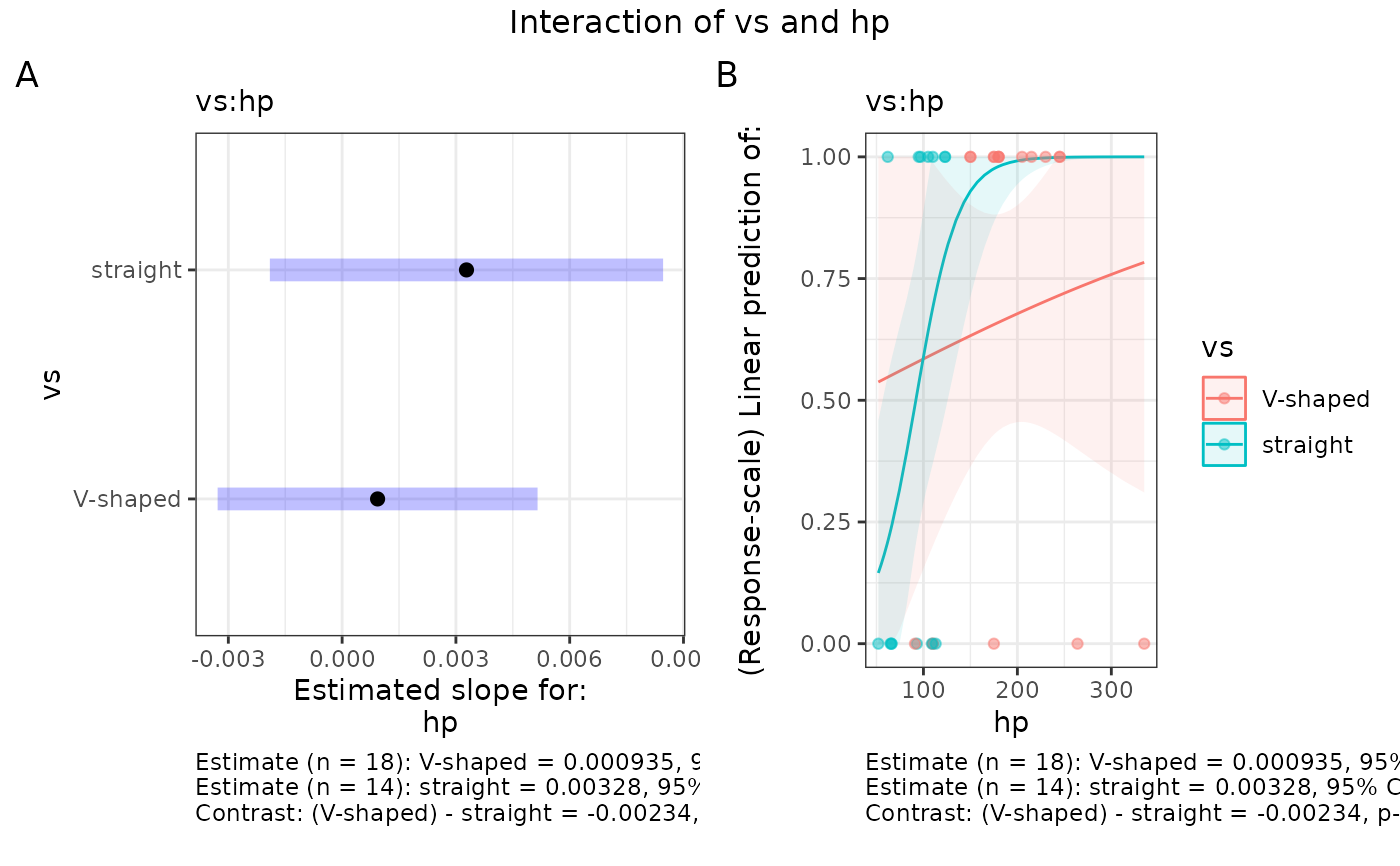 Interaction of vs and hp
A
vs:hp
straight
V-shaped
vs
-0.003 0.000 0.003 0.006 0.00
Estimated slope for:
hp
Estimate (n = 18): V-shaped = 0.000935, 9
Estimate (n = 14): straight = 0.00328, 95%
Contrast: (V-shaped) - straight = -0.00234,
B
vs:hp
(Response-scale) Linear prediction of:
1.00
0.75
0.50
0.25
0.00
100 200 300
hp
vs
V-shaped
straight
Estimate (n = 18): V-shaped = 0.000935, 95%
Estimate (n = 14): straight = 0.00328, 95% C
Contrast: (V-shaped) - straight = -0.00234, p-